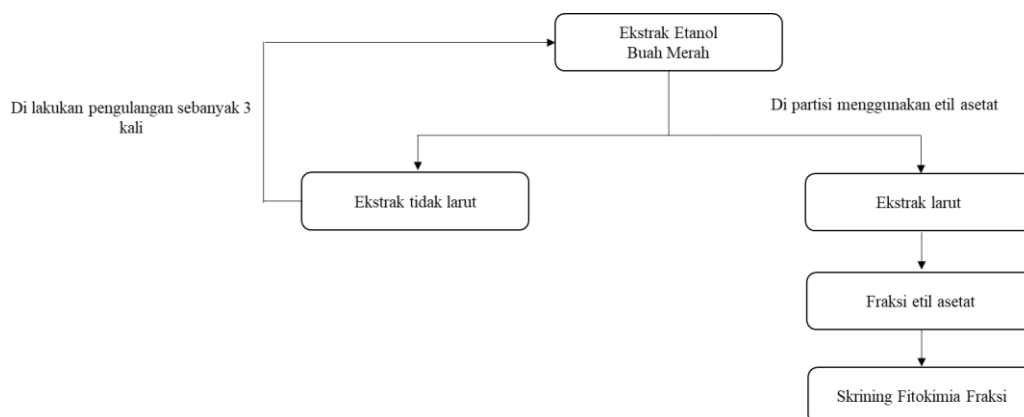 Ekstrak Etanol
Buah Merah
Di lakukan pengulangan sebanyak 3
kali
Di partisi menggunakan etil asetat
Ekstrak tidak larut
Ekstrak larut
Fraksi etil asetat
Skrining Fitokimia Fraksi